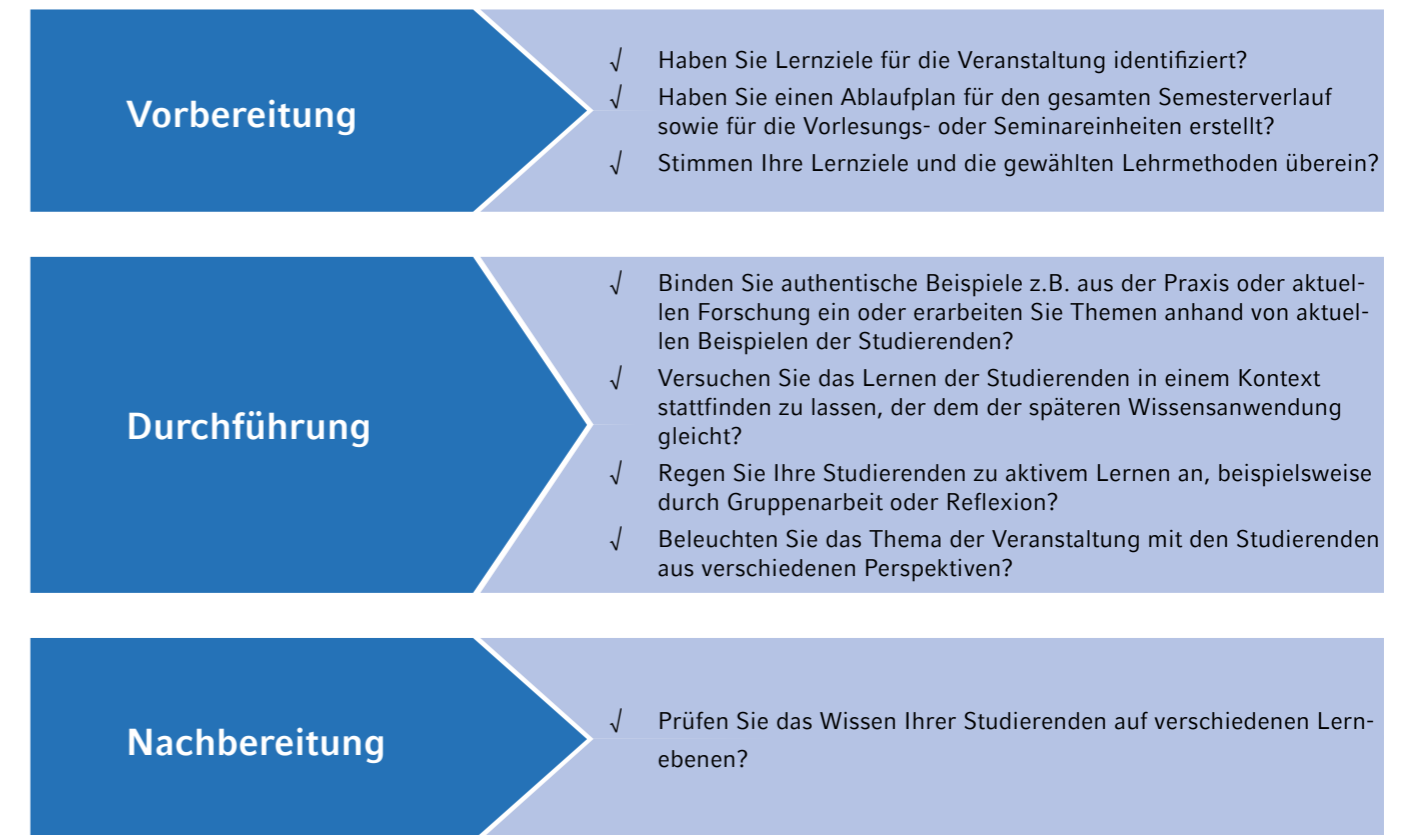 Vorbereitung
√ Haben Sie Lernziele für die Veranstaltung identifiziert?
√ Haben Sie einen Ablaufplan für den gesamten Semesterverlauf
sowie für die Vorlesungs- oder Seminareinheiten erstellt?
√ Stimmen Ihre Lernziele und die gewählten Lehrmethoden überein?
Durchführung
√ Binden Sie authentische Beispiele z.B. aus der Praxis oder aktuel-
len Forschung ein oder erarbeiten Sie Themen anhand von aktuel-
len Beispielen der Studierenden?
√ Versuchen Sie das Lernen der Studierenden in einem Kontext
stattfinden zu lassen, der dem der späteren Wissensanwendung
gleicht?
√ Regen Sie Ihre Studierenden zu aktivem Lernen an, beispielsweise
durch Gruppenarbeit oder Reflexion?
√ Beleuchten Sie das Thema der Veranstaltung mit den Studierenden
aus verschiedenen Perspektiven?
Nachbereitung
√ Prüfen Sie das Wissen Ihrer Studierenden auf verschiedenen Lern-
ebenen?